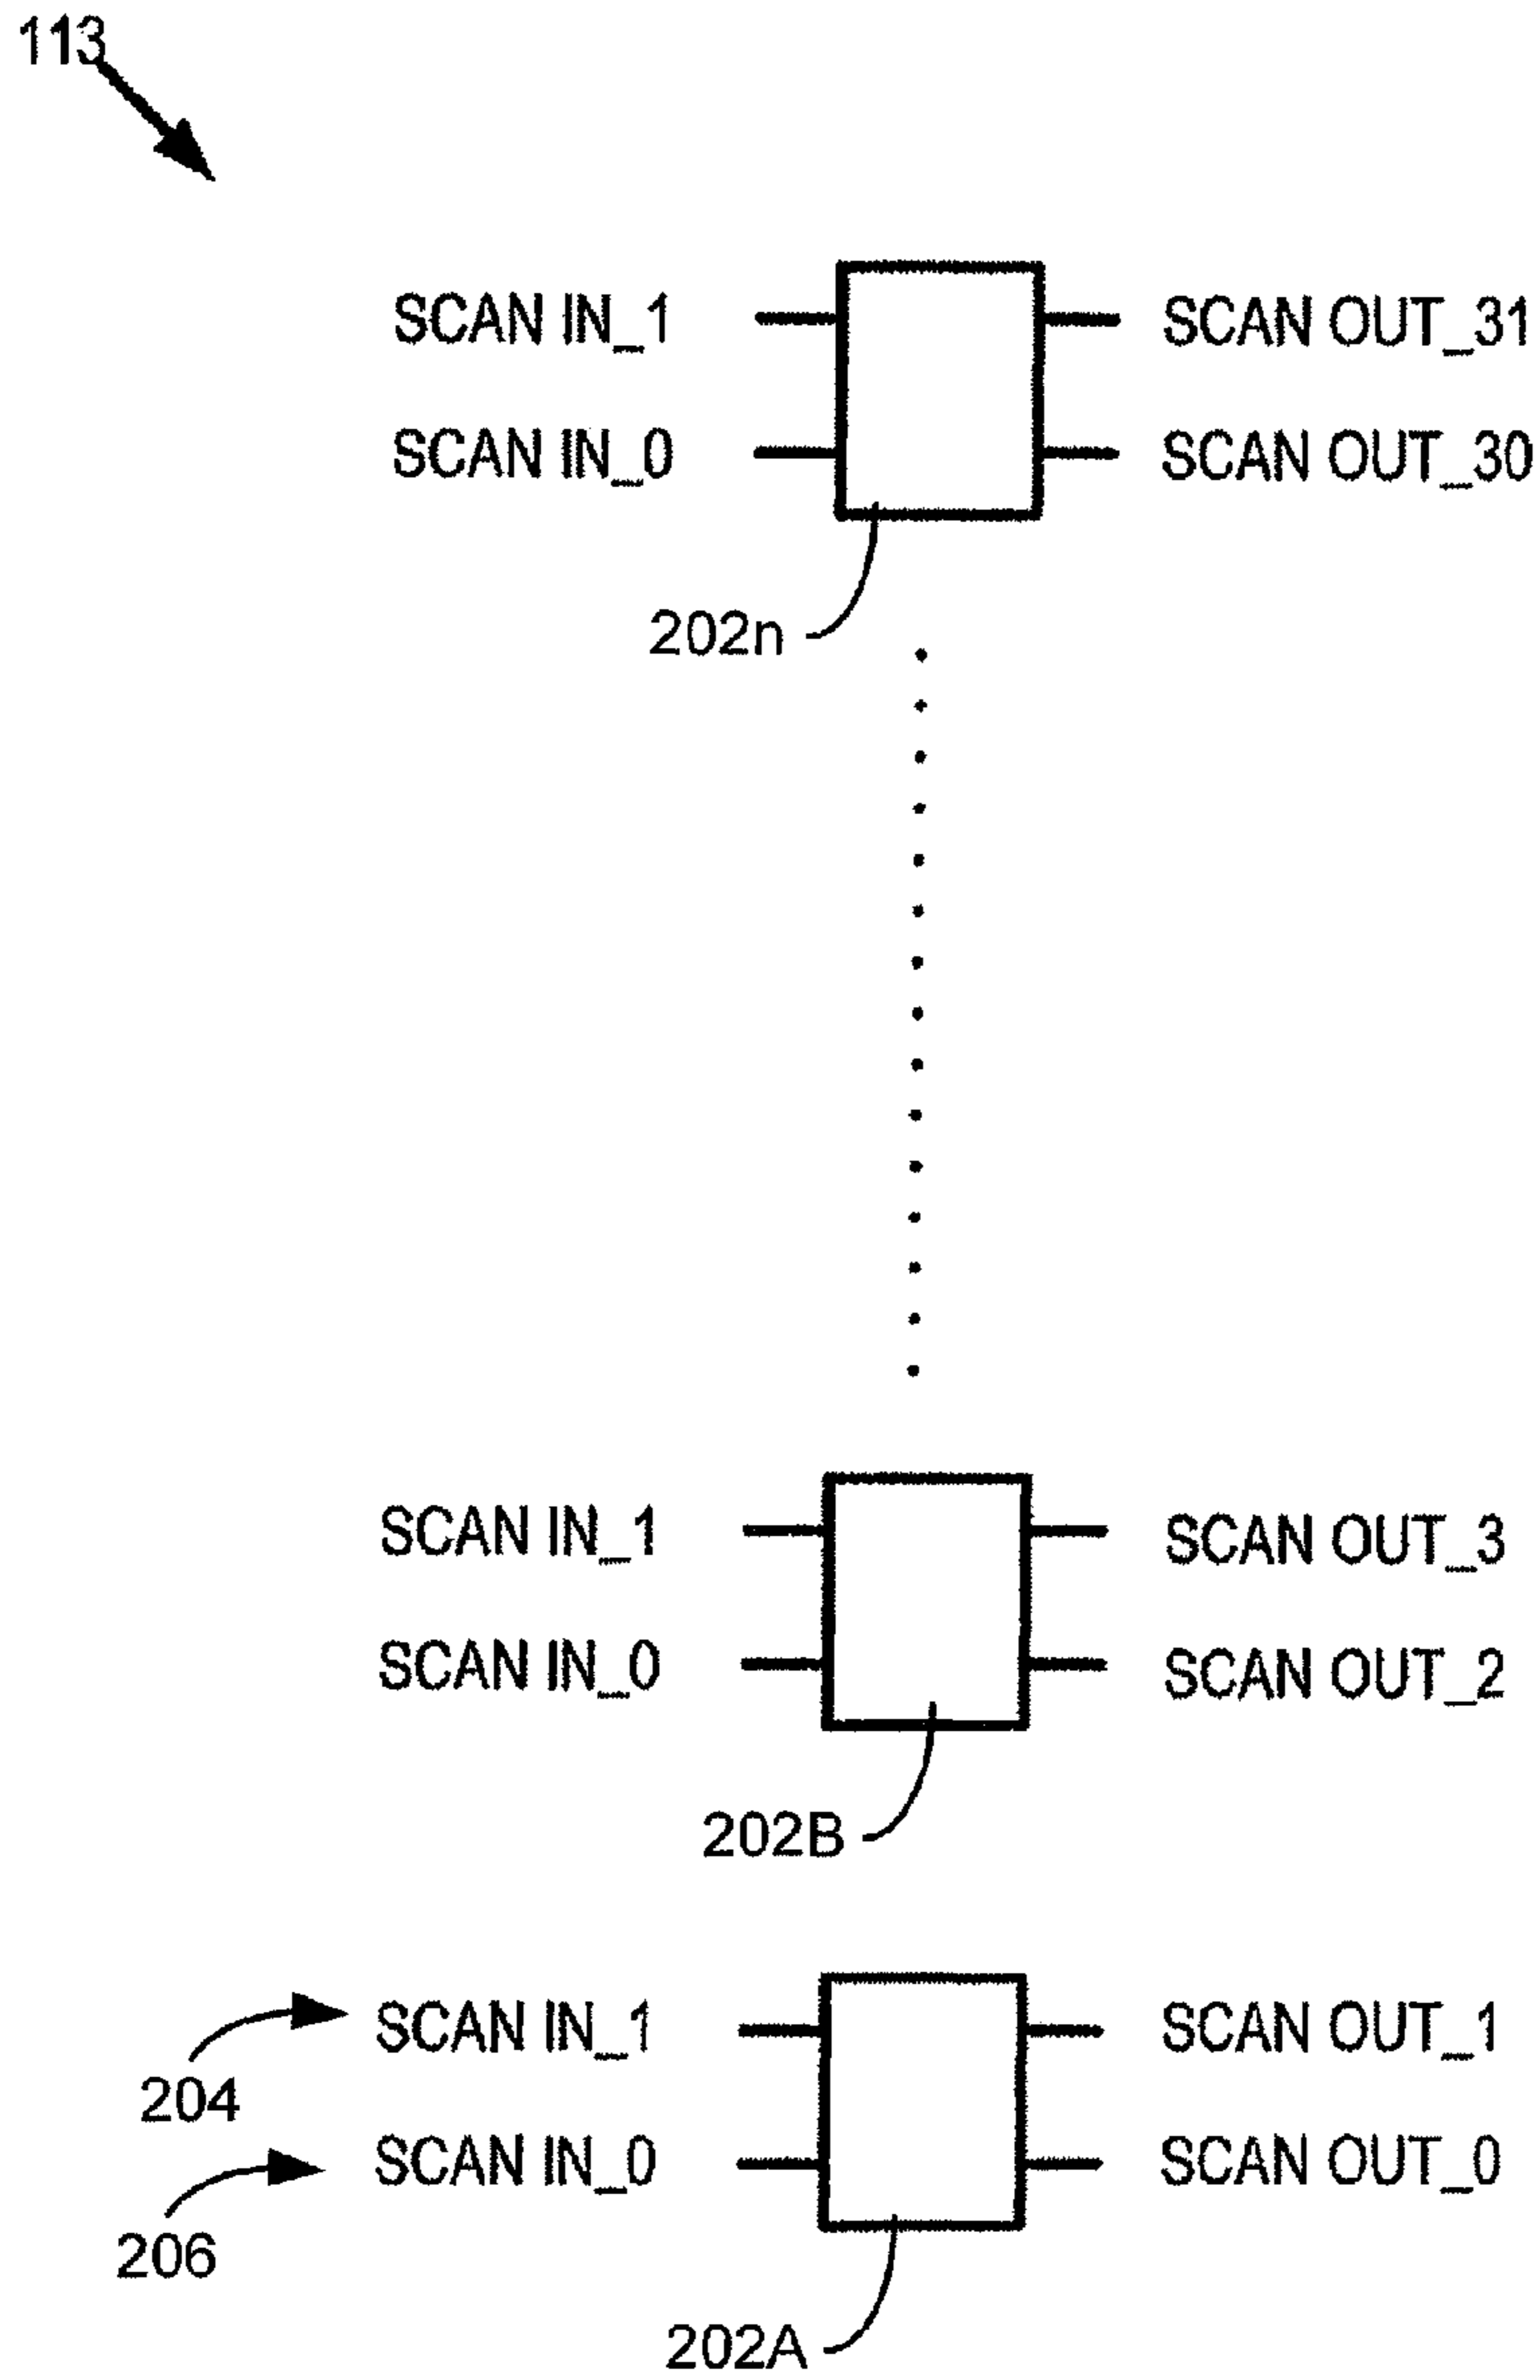 113
SCAN IN_1 SCAN OUT_31
SCAN IN_0 SCAN OUT_30
202n
SCAN IN_1 SCAN OUT_3
SCAN IN_0 SCAN OUT_2
202B
SCAN IN_1 SCAN OUT_1
204
SCAN IN_0 SCAN OUT_0
206
202A